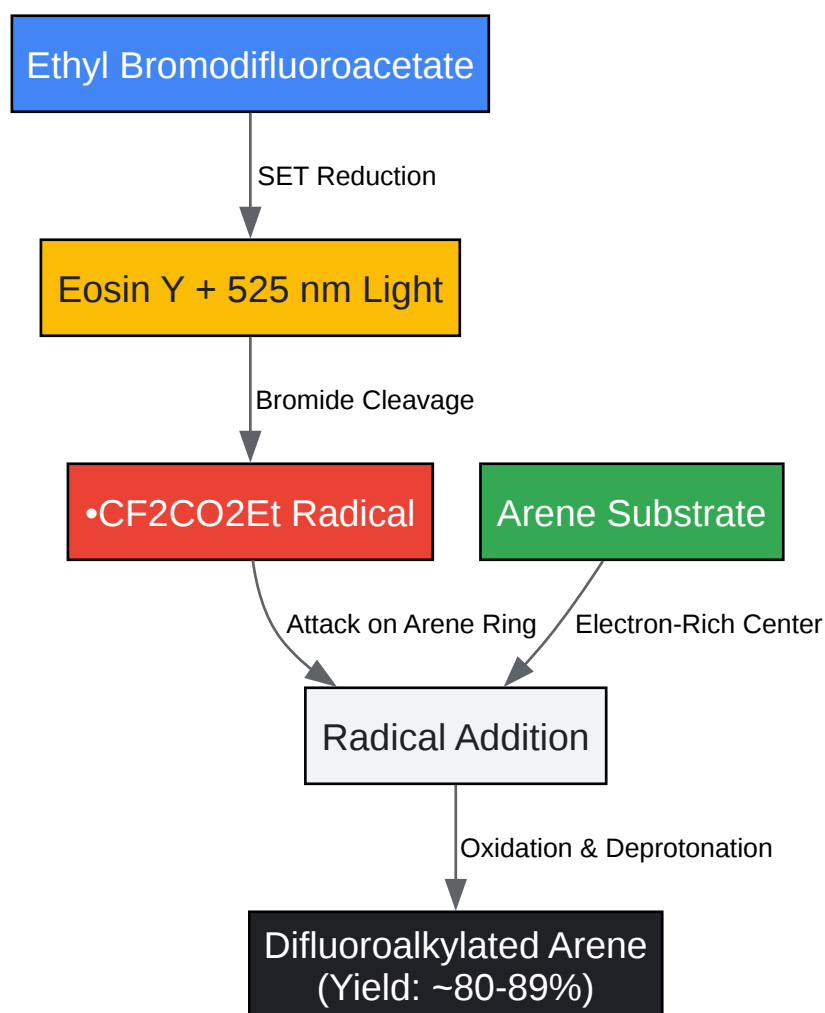 Ethyl Bromodifluoroacetate
SET Reduction
Eosin Y + 525 nm Light
Bromide Cleavage
•CF2CO2Et Radical
Arene Substrate
Attack on Arene Ring
Electron-Rich Center
Radical Addition
Oxidation & Deprotonation
Difluoroalkylated Arene
(Yield: ~80-89%)